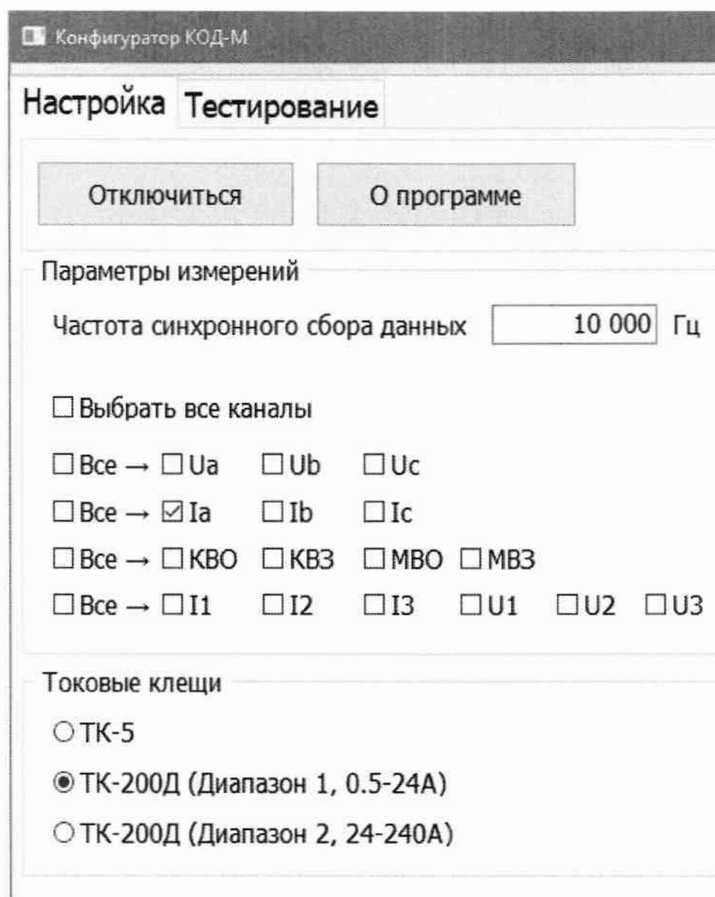 Конфигуратор КОД-М
Настройка Тестирование
Отключиться О программе
Параметры измерений
Частота синхронного сбора данных 10 000 Гц
Выбрать все каналы
Все → Ua Ub Uc
Все → Ia Ib Ic
Все → КВО КВЗ МВО МВЗ
Все → I1 I2 I3 U1 U2 U3
Токовые клещи
ТК-5
ТК-200Д (Диапазон 1, 0.5-24А)
ТК-200Д (Диапазон 2, 24-240А)